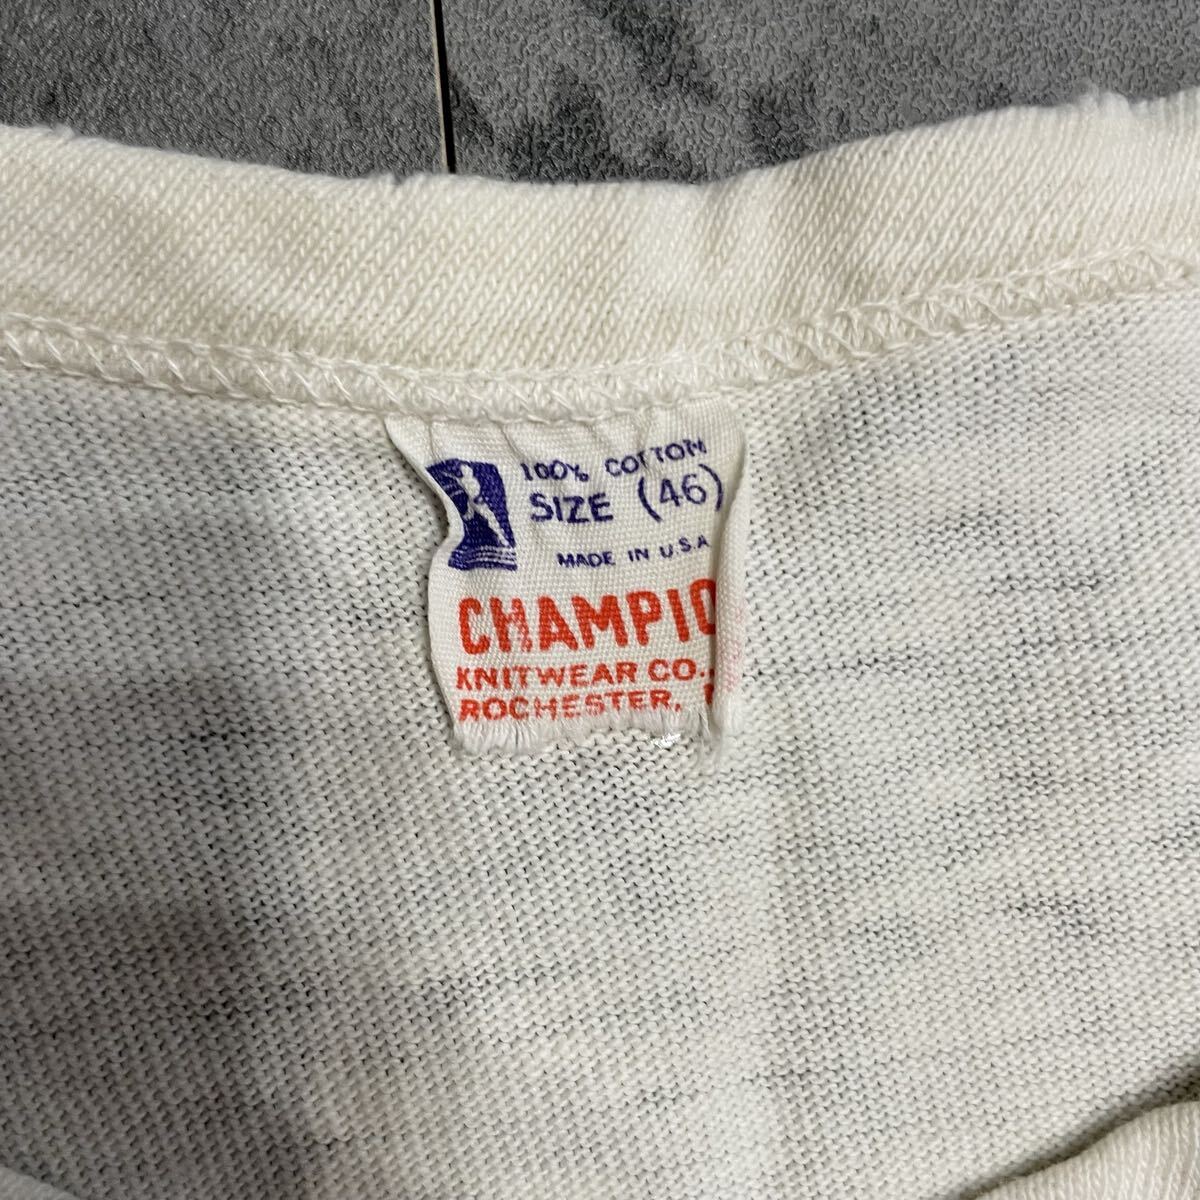 100% COTTON
SIZE (46)
MADE IN U.S.A
CHAMPIO
KNITWEAR CO.,
ROCHESTER,